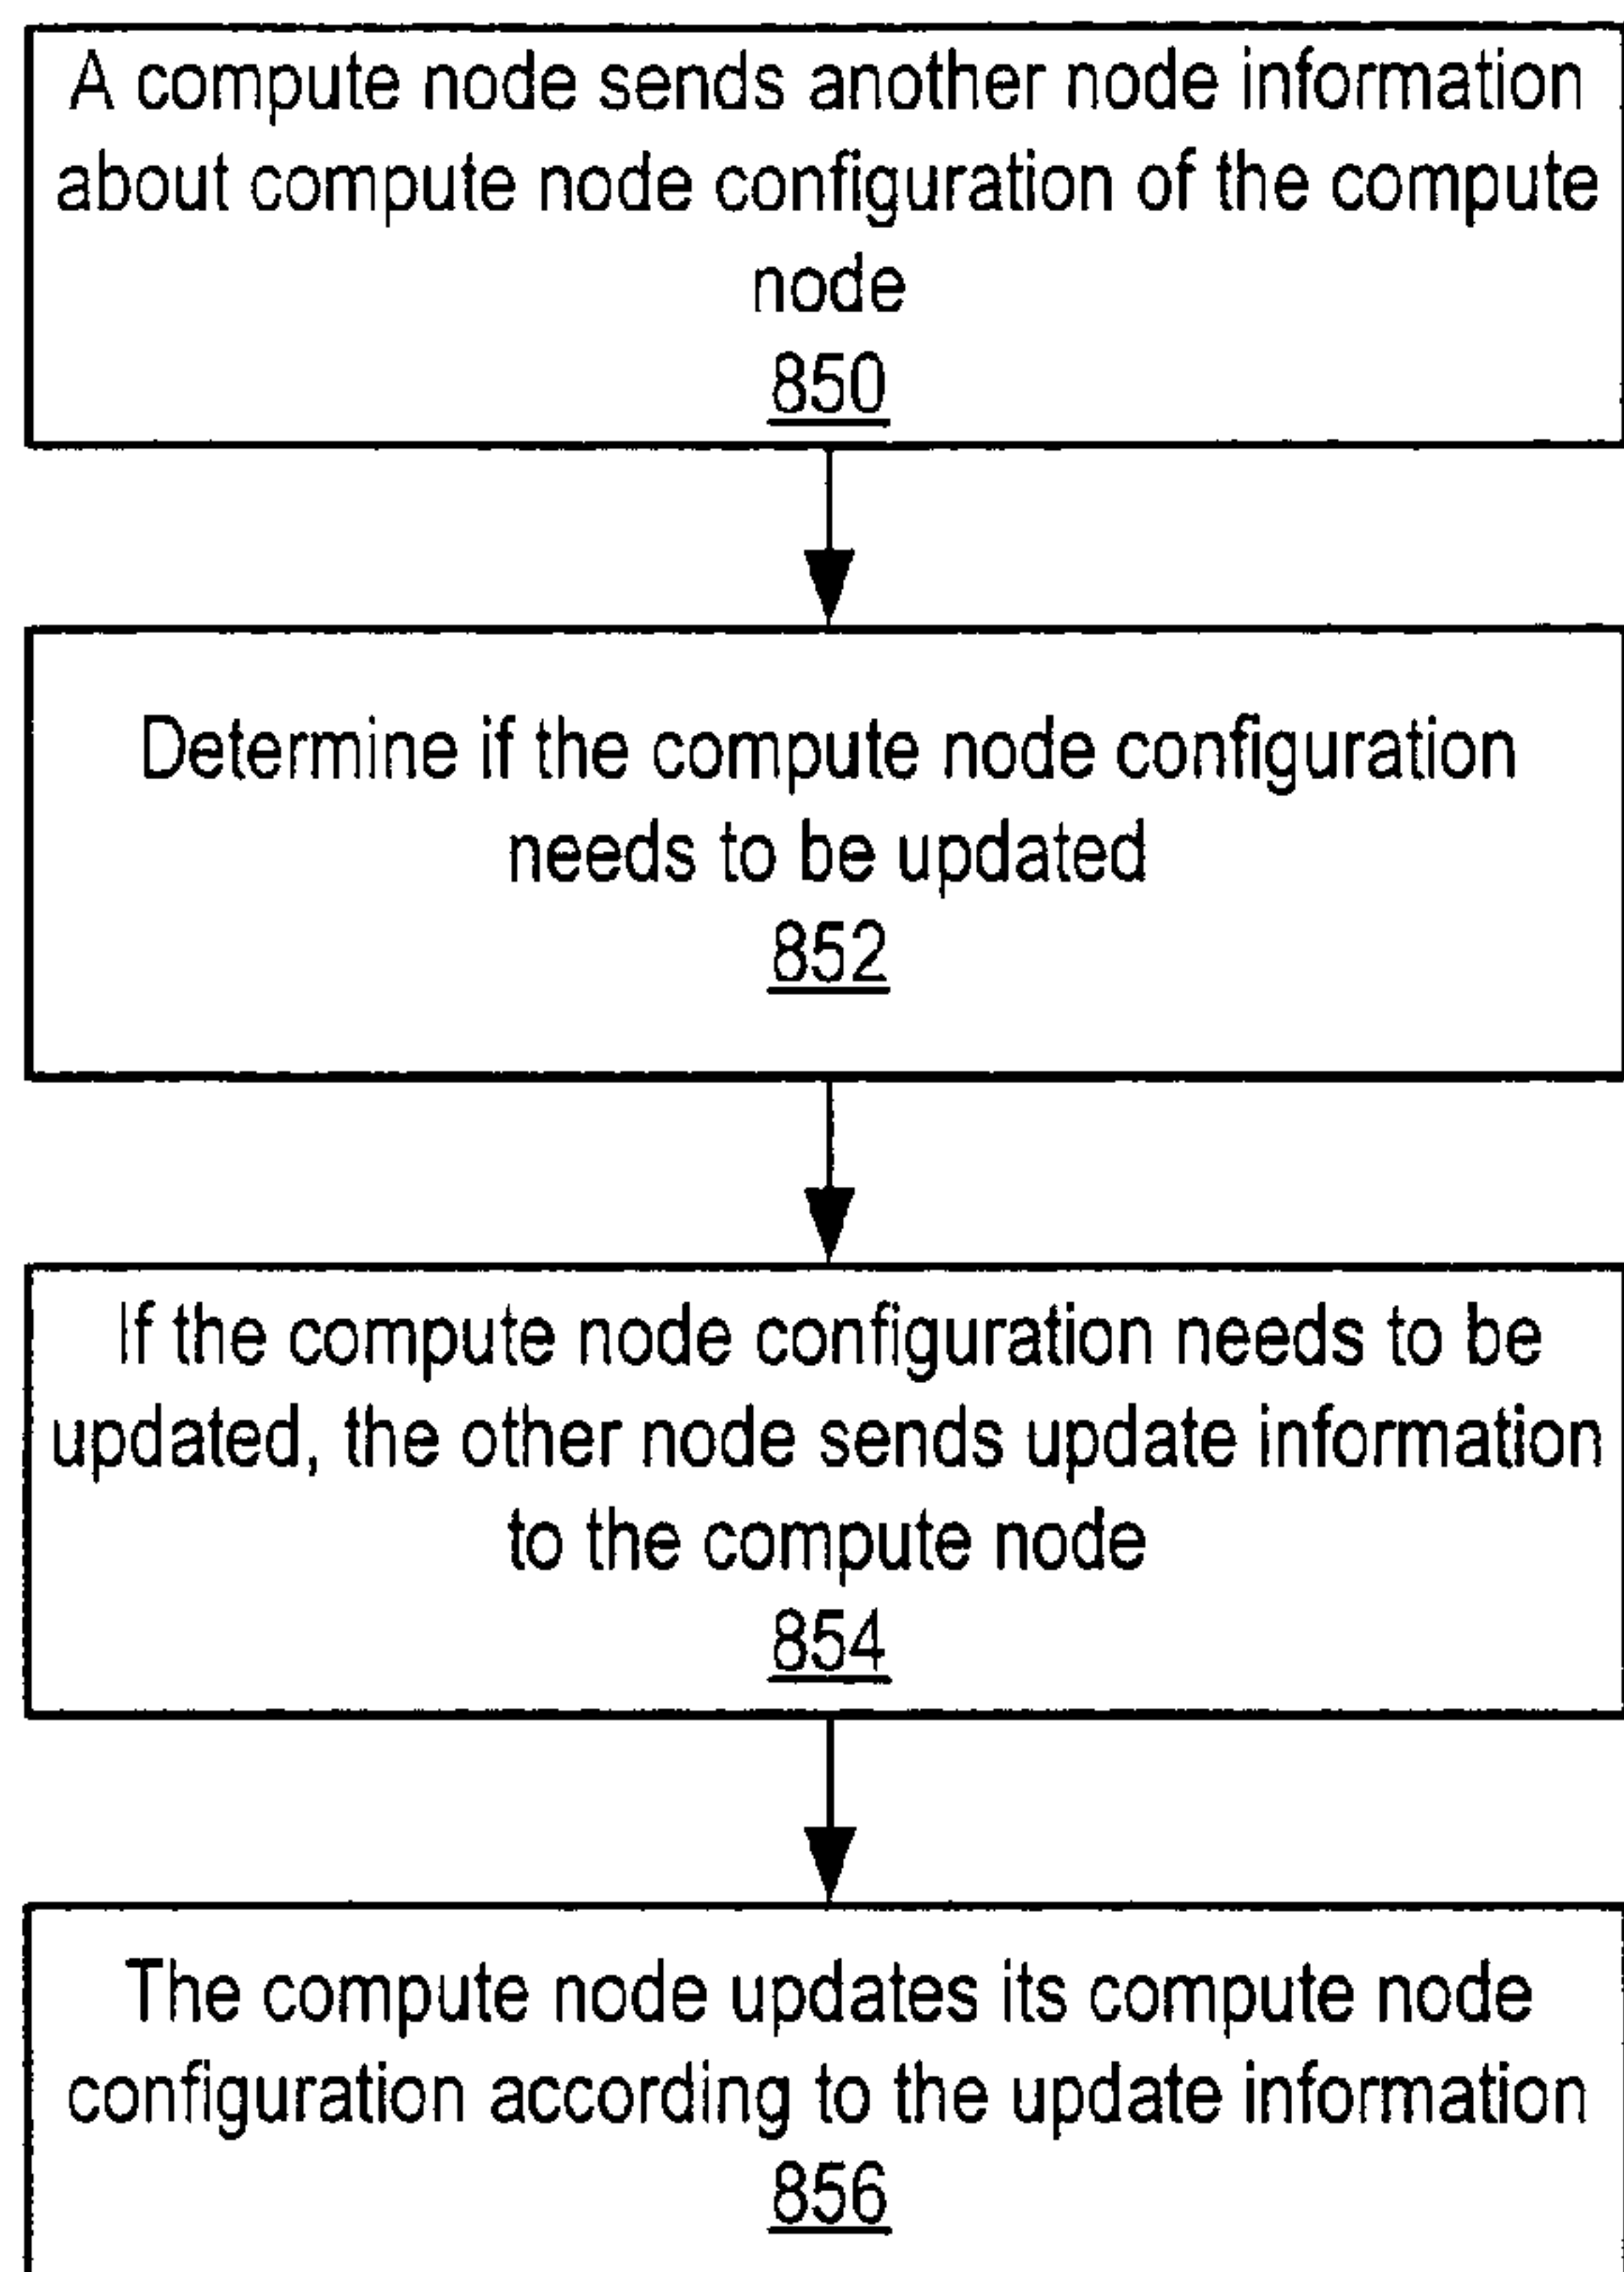 A compute node sends another node information
about compute node configuration of the compute
node
850
Determine if the compute node configuration
needs to be updated
852
If the compute node configuration needs to be
updated, the other node sends update information
to the compute node
854
The compute node updates its compute node
configuration according to the update information
856